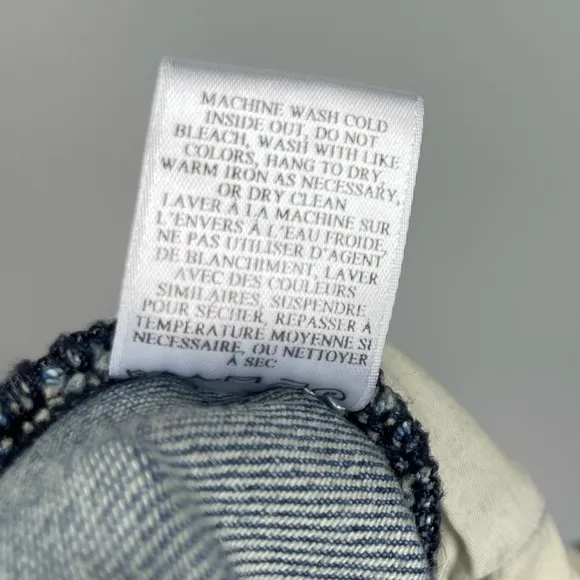 MACHINE WASH COLD
INSIDE OUT, DO NOT
BLEACH, WASH WITH LIKE
COLORS, HANG TO DRY,
WARM IRON AS NECESSARY,
OR DRY CLEAN
LAVER À LA MACHINE SUR
L'ENVERS À L'EAU FROIDE,
NE PAS UTILISER D'AGENT
DE BLANCHIMENT, LAVER
AVEC DES COULEURS
SIMILAIRES, SUSPENDRE
POUR SÉCHER, REPASSER À
TEMPÉRATURE MOYENNE SI
NÉCESSAIRE, OU NETTOYER
À SEC